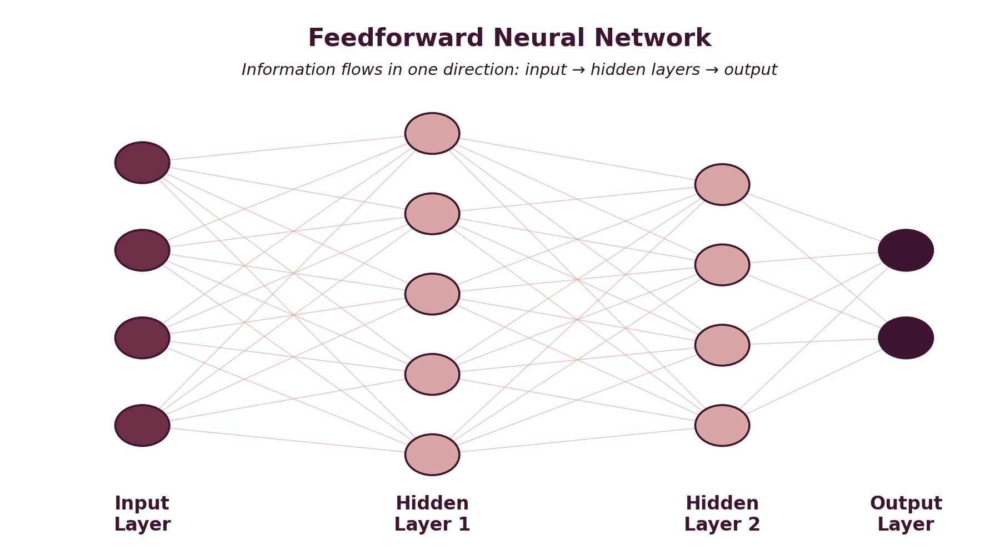 Feedforward Neural Network
Information flows in one direction: input → hidden layers → output
Input
Layer
Hidden
Layer 1
Hidden
Layer 2
Output
Layer